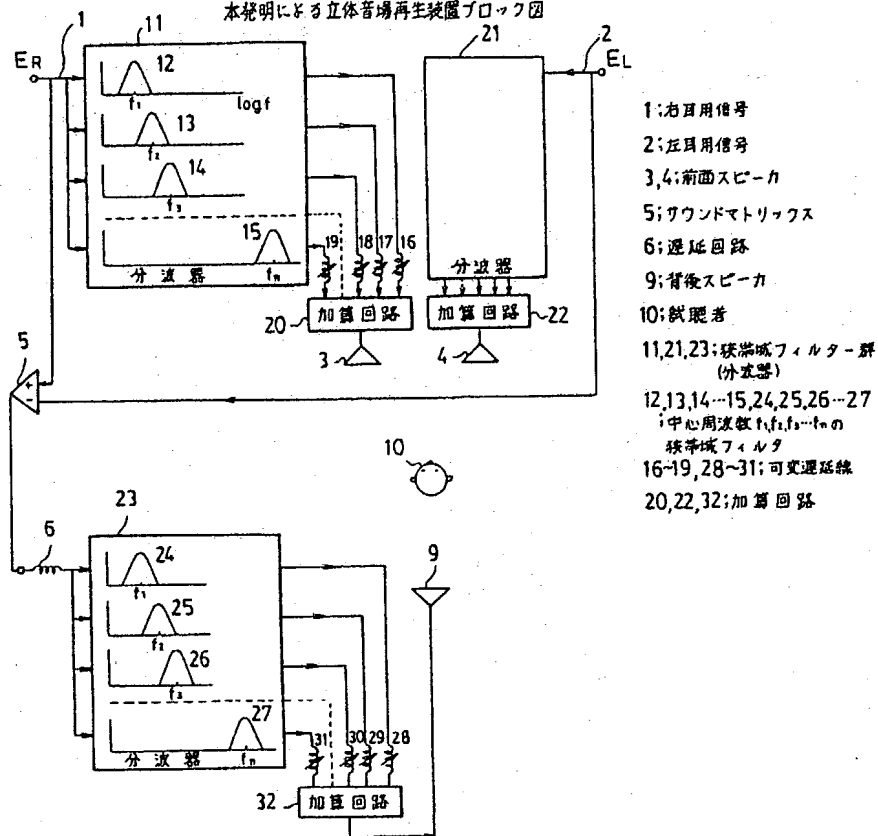 本発明による立体音場再生装置ブロック図
1
11
21
2
ER
EL
12
f1
logf
13
f2
14
f3
15
fn
分波器
19
18
17
16
20
加算回路
3
分波器
加算回路
22
4
5
+
-
10
6
23
24
f1
25
f2
26
f3
27
fn
分波器
31
30
29
28
32
加算回路
9
1;右耳用信号
2;左耳用信号
3,4;前面スピーカ
5;サウンドマトリックス
6;遅延回路
9;背後スピーカ
10;試聴者
11,21,23;狭帯域フィルター群
(分波器)
12,13,14…15,24,25,26…27
;中心周波数f1,f2,f3…fnの
狭帯域フィルタ
16~19,28~31;可変遅延線
20,22,32;加算回路